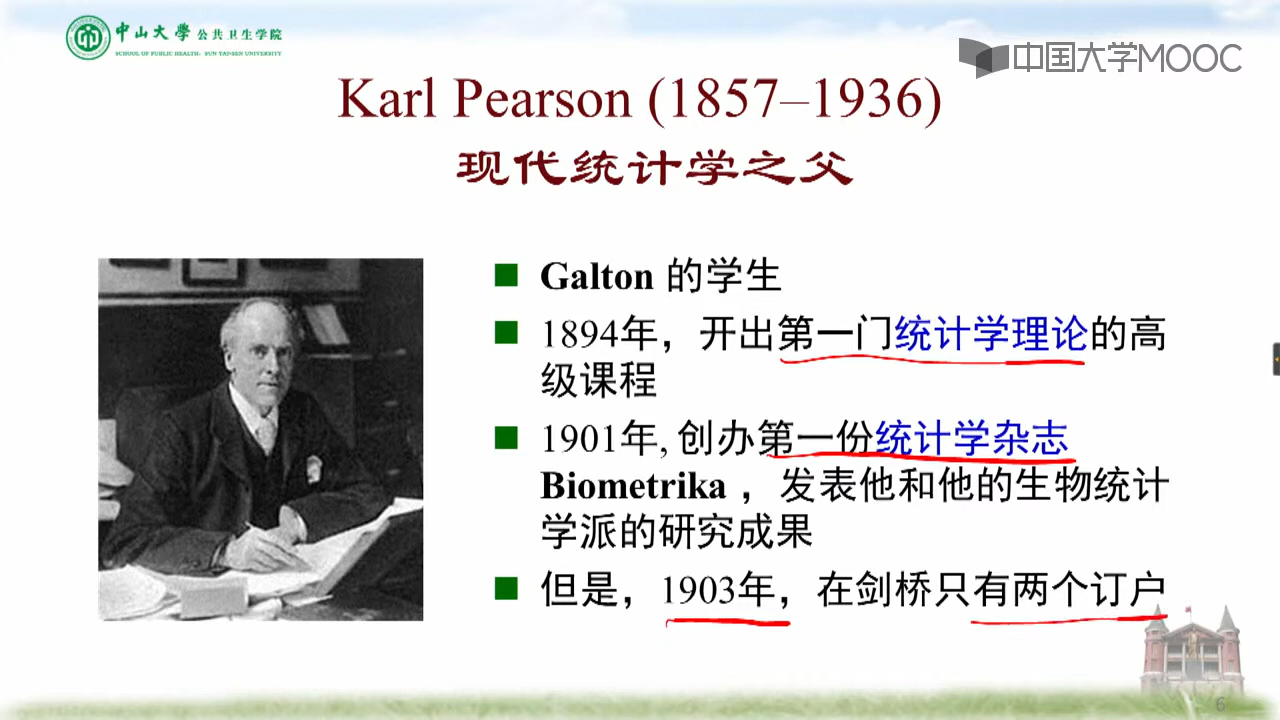 中山大学 公共卫生学院
SCHOOL OF PUBLIC HEALTH, SUN YAT-SEN UNIVERSITY
中国大学MOOC
Karl Pearson (1857–1936)
现代统计学之父
Galton 的学生
1894年，开出第一门统计学理论的高
级课程
1901年, 创办第一份统计学杂志
Biometrika ，发表他和他的生物统计
学派的研究成果
但是，1903年，在剑桥只有两个订户
6